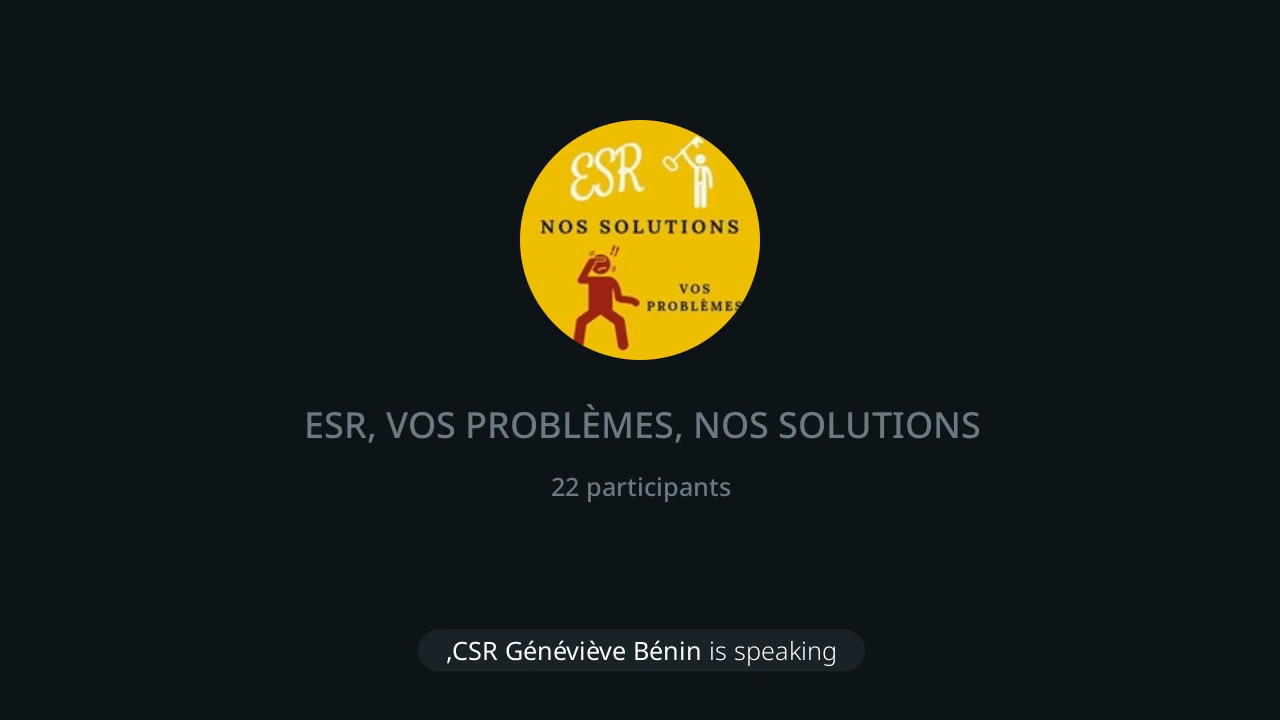 ESR
NOS SOLUTIONS
!!
VOS
PROBLÈMES
ESR, VOS PROBLÈMES, NOS SOLUTIONS
22 participants
,CSR Généviève Bénin is speaking